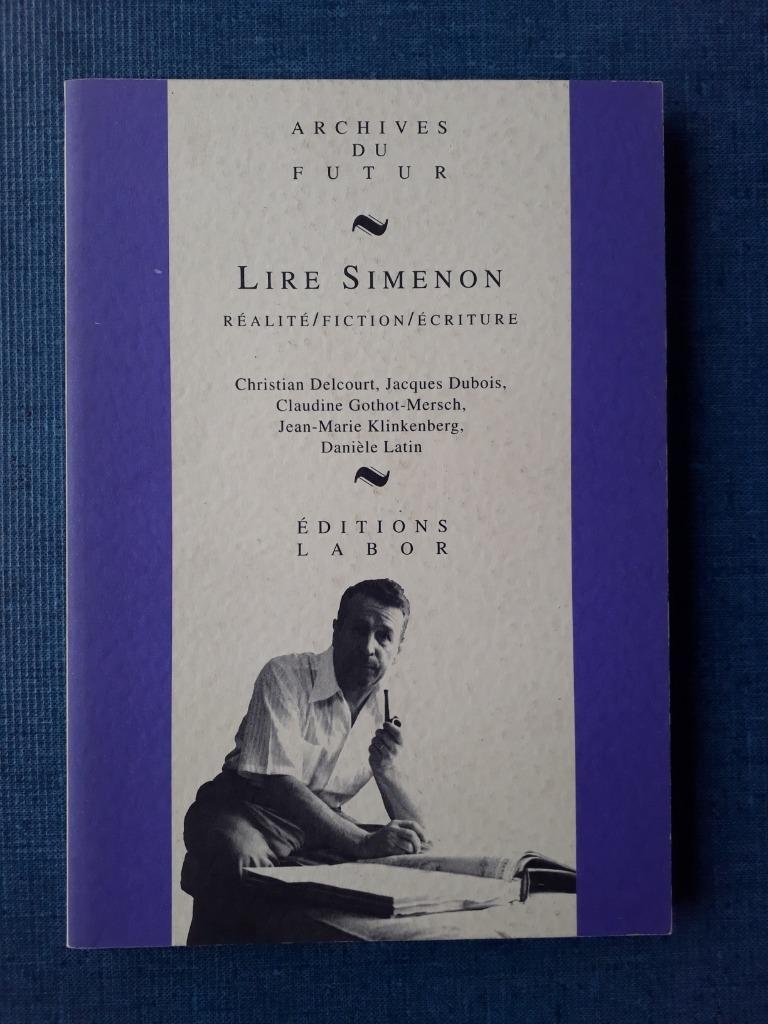 ARCHIVES
DU
FUTUR
LIRE SIMENON
RÉALITÉ/FICTION/ÉCRITURE
Christian Delcourt, Jacques Dubois,
Claudine Gothot-Mersch,
Jean-Marie Klinkenberg,
Danièle Latin
ÉDITIONS
LABOR